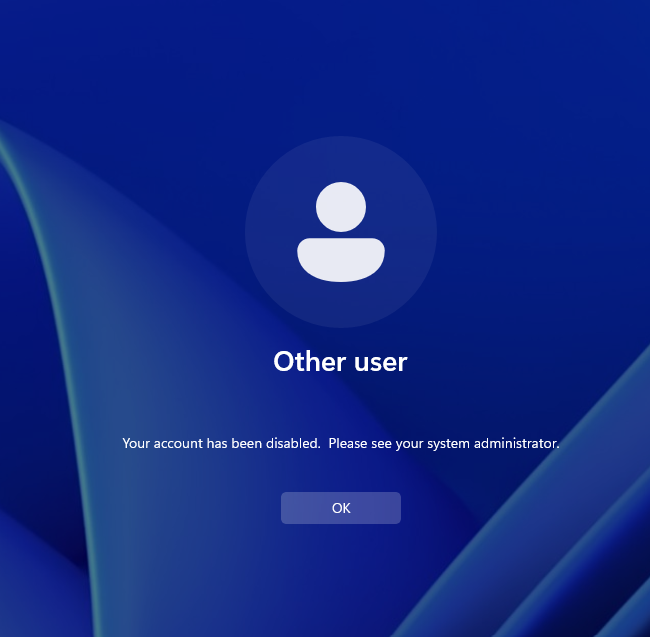 Other user
Your account has been disabled.  Please see your system administrator.
OK